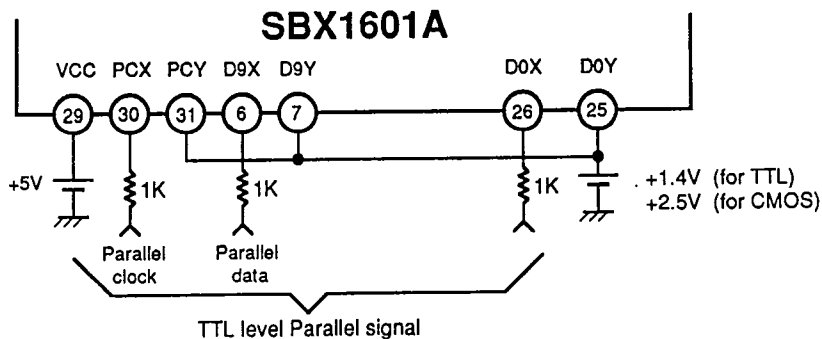 SBX1601A
VCC PCX PCY D9X D9Y D0X D0Y
29 30 31 6 7 26 25
+5V 1K 1K 1K +1.4V (for TTL)
+2.5V (for CMOS)
Parallel clock
Parallel data
TTL level Parallel signal